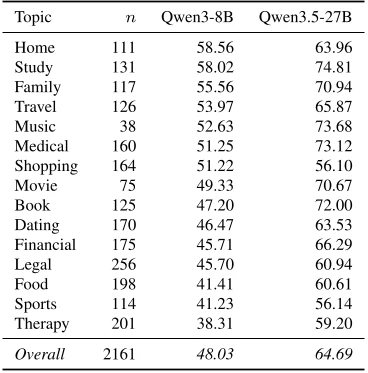 Topic n Qwen3-8B Qwen3.5-27B
Home 111 58.56 63.96
Study 131 58.02 74.81
Family 117 55.56 70.94
Travel 126 53.97 65.87
Music 38 52.63 73.68
Medical 160 51.25 73.12
Shopping 164 51.22 56.10
Movie 75 49.33 70.67
Book 125 47.20 72.00
Dating 170 46.47 63.53
Financial 175 45.71 66.29
Legal 256 45.70 60.94
Food 198 41.41 60.61
Sports 114 41.23 56.14
Therapy 201 38.31 59.20
Overall 2161 48.03 64.69